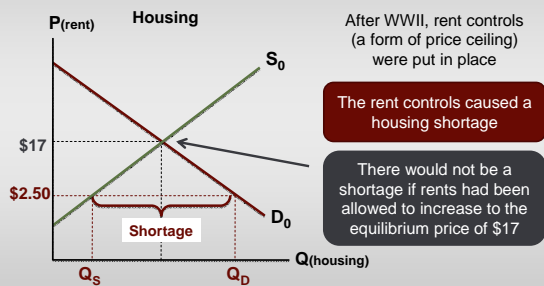 Housing
P(rent)
S0
$17
$2.50
Shortage
D0
Q(housing)
QS
QD
After WWII, rent controls
(a form of price ceiling)
were put in place
The rent controls caused a
housing shortage
There would not be a
shortage if rents had been
allowed to increase to the
equilibrium price of $17